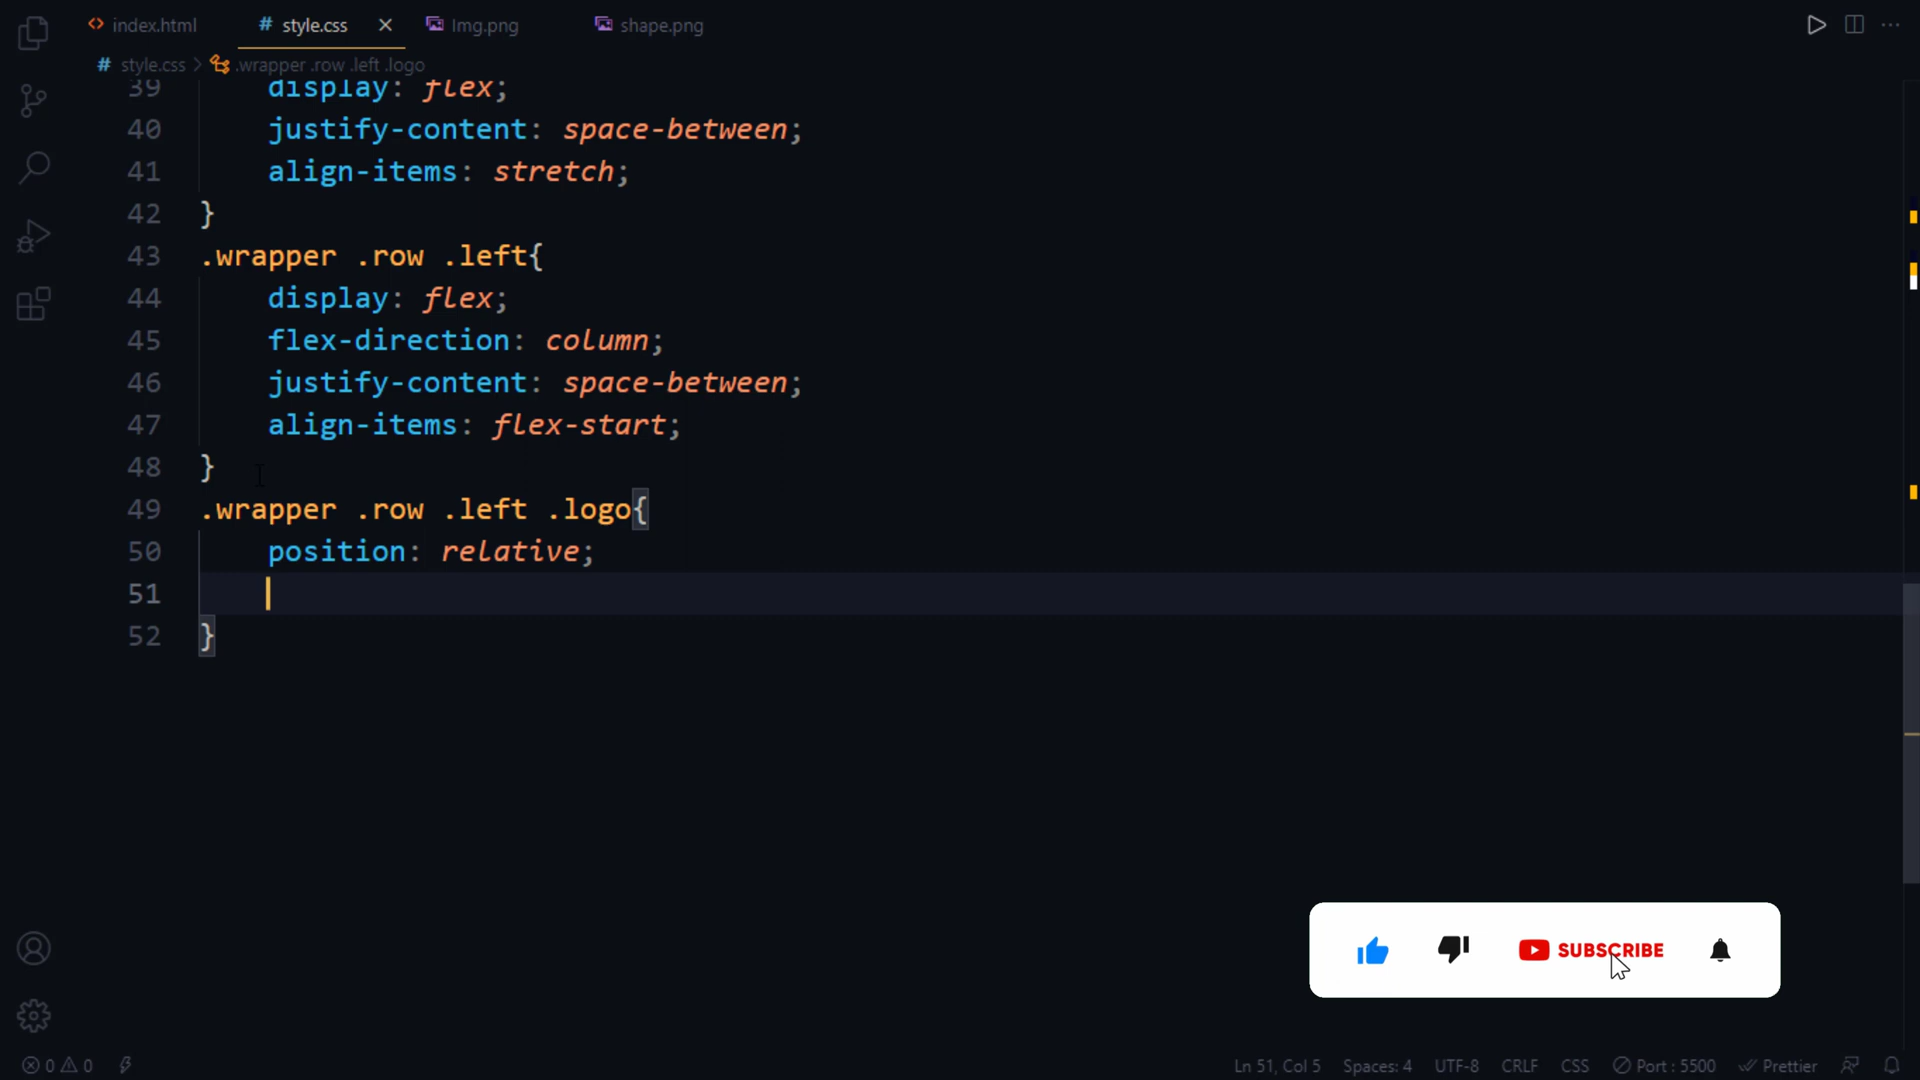 index.html
# style.css
Img.png
shape.png
# style.css > .wrapper .row .left .logo
39 display: flex;
40 justify-content: space-between;
41 align-items: stretch;
42 }
43 .wrapper .row .left{
44 display: flex;
45 flex-direction: column;
46 justify-content: space-between;
47 align-items: flex-start;
48 }
49 .wrapper .row .left .logo{
50 position: relative;
51
52 }
SUBSCRIBE
0 0
Ln 51, Col 5 Spaces: 4 UTF-8 CRLF CSS Port : 5500 Prettier